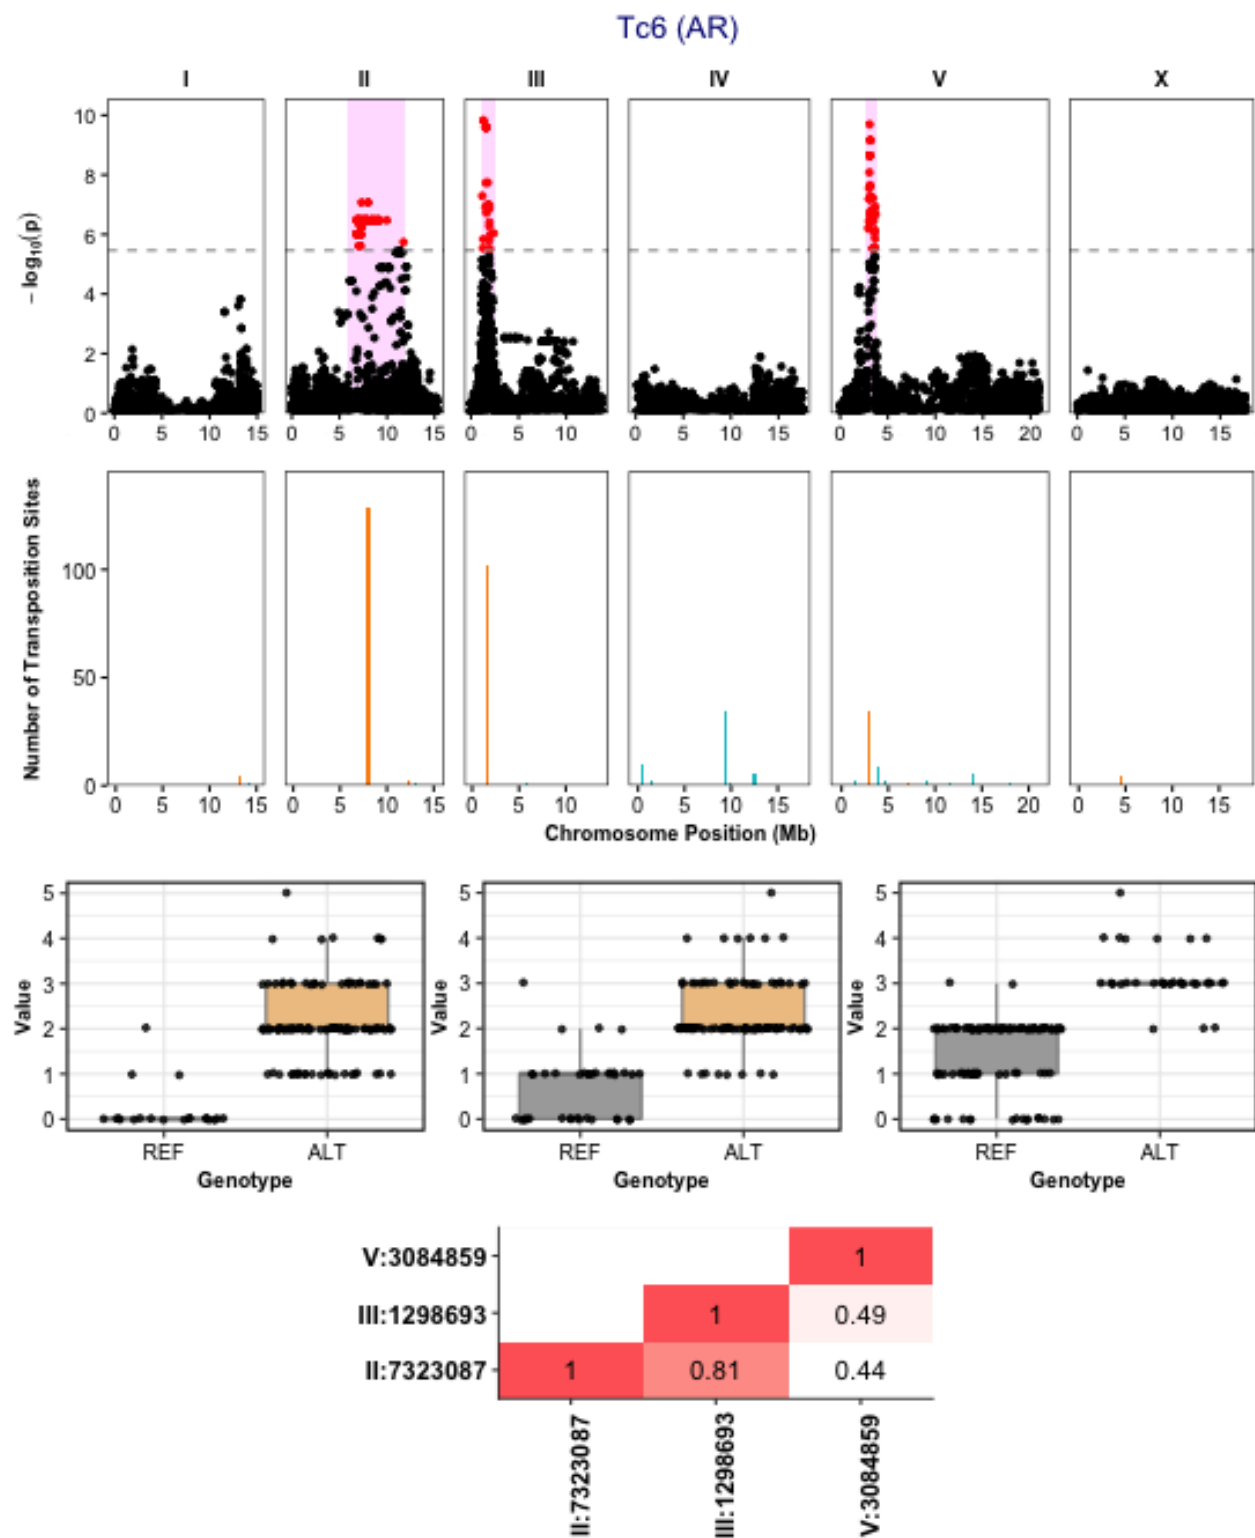 Tc6 (AR)
I II III IV V X
− log10(p)
10
8
6
4
2
0
0 5 10 15 0 5 10 15 0 5 10 0 5 10 15 0 5 10 15 20 0 5 10 15
Number of Transposition Sites
100
50
0
0 5 10 15 0 5 10 15 0 5 10 0 5 10 15 0 5 10 15 20 0 5 10 15
Chromosome Position (Mb)
Value
5
4
3
2
1
0
REF ALT
Genotype
Value
5
4
3
2
1
0
REF ALT
Genotype
Value
5
4
3
2
1
0
REF ALT
Genotype
V:3084859 1
III:1298693 1 0.49
II:7323087 1 0.81 0.44
II:7323087
III:1298693
V:3084859